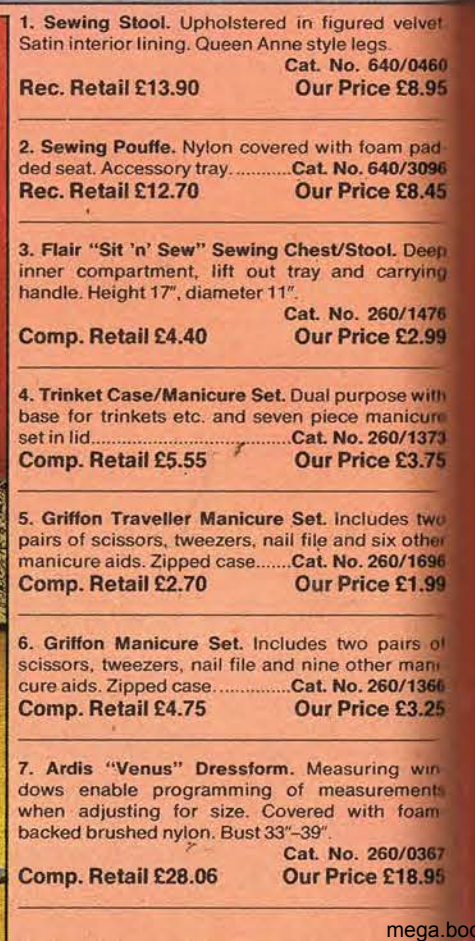 1. Sewing Stool. Upholstered in figured velvet.
Satin interior lining. Queen Anne style legs.
Cat. No. 640/0460
Rec. Retail £13.90 Our Price £8.95
2. Sewing Pouffe. Nylon covered with foam pad-
ded seat. Accessory tray............Cat. No. 640/3096
Rec. Retail £12.70 Our Price £8.45
3. Flair "Sit 'n' Sew" Sewing Chest/Stool. Deep
inner compartment, lift out tray and carrying
handle. Height 17", diameter 11".
Cat. No. 260/1476
Comp. Retail £4.40 Our Price £2.99
4. Trinket Case/Manicure Set. Dual purpose with
base for trinkets etc. and seven piece manicure
set in lid......................................Cat. No. 260/1373
Comp. Retail £5.55 Our Price £3.75
5. Griffon Traveller Manicure Set. Includes two
pairs of scissors, tweezers, nail file and six other
manicure aids. Zipped case.......Cat. No. 260/1696
Comp. Retail £2.70 Our Price £1.99
6. Griffon Manicure Set. Includes two pairs of
scissors, tweezers, nail file and nine other mani-
cure aids. Zipped case..............Cat. No. 260/1366
Comp. Retail £4.75 Our Price £3.25
7. Ardis "Venus" Dressform. Measuring win-
dows enable programming of measurements
when adjusting for size. Covered with foam-
backed brushed nylon. Bust 33"–39".
Cat. No. 260/0367
Comp. Retail £28.06 Our Price £18.95
mega.boo